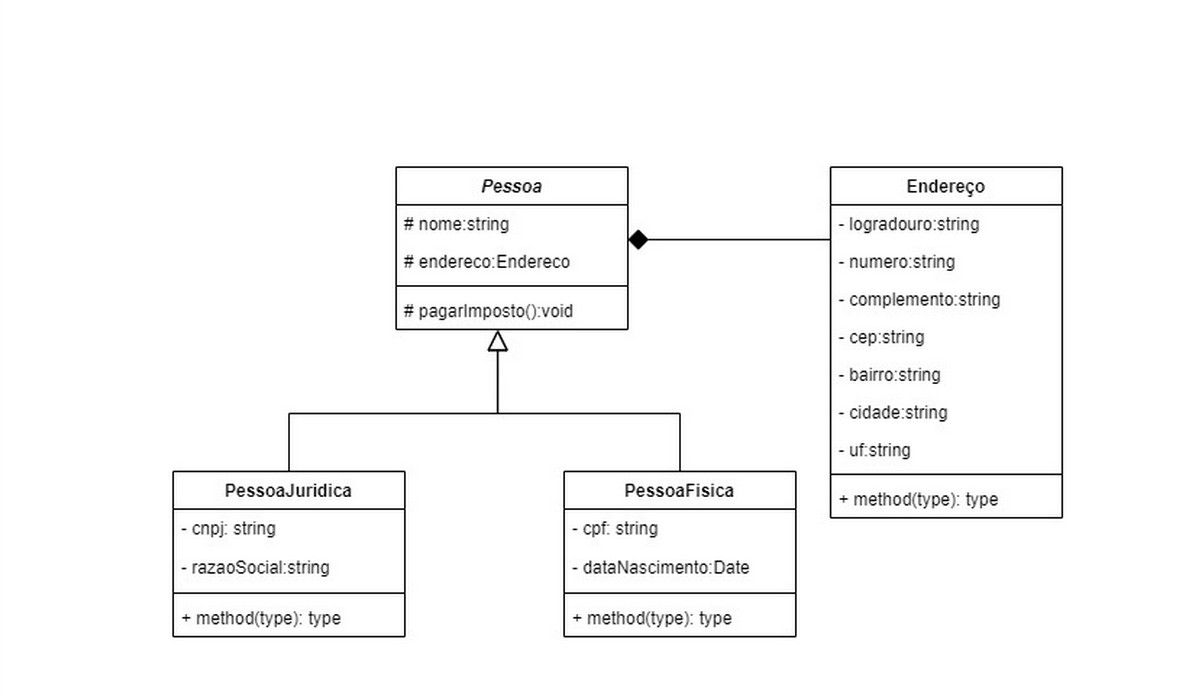 Pessoa
# nome:string
# endereco:Endereco
# pagarImposto():void
Endereço
- logradouro:string
- numero:string
- complemento:string
- cep:string
- bairro:string
- cidade:string
- uf:string
+ method(type): type
PessoaJuridica
- cnpj: string
- razaoSocial:string
+ method(type): type
PessoaFisica
- cpf: string
- dataNascimento:Date
+ method(type): type